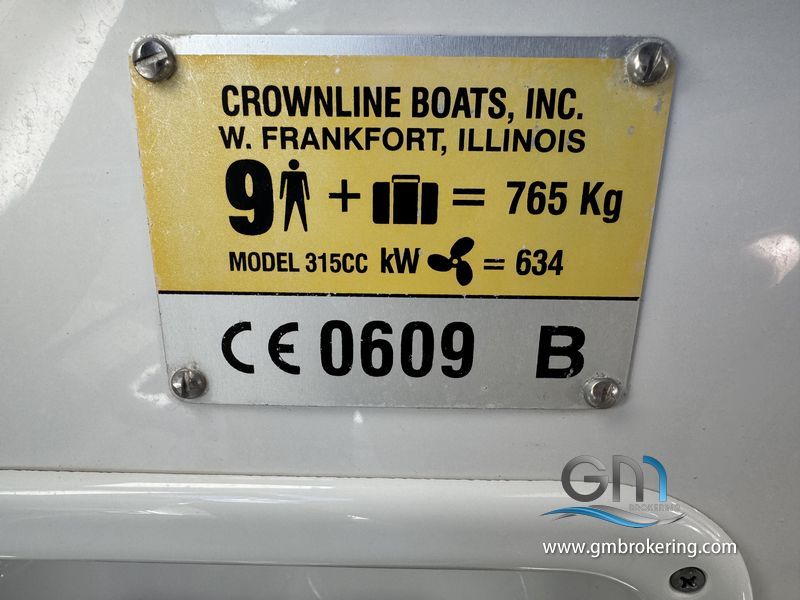 CROWNLINE BOATS, INC.
W. FRANKFORT, ILLINOIS
9 + = 765 Kg
MODEL 315CC kW = 634
CE 0609 B
GM
BROKERING
www.gmbrokering.com